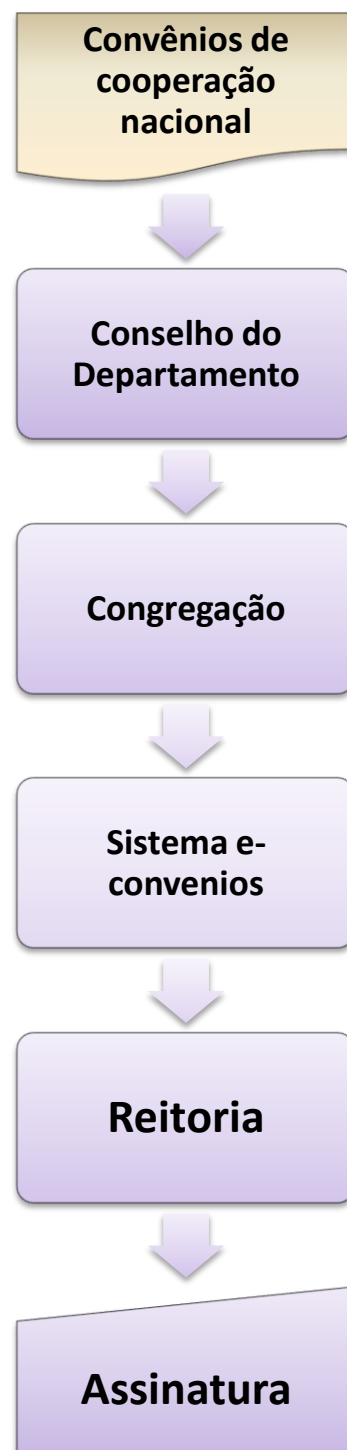 Convênios de
cooperação
nacional
Conselho do
Departamento
Congregação
Sistema e-
convenios
Reitoria
Assinatura